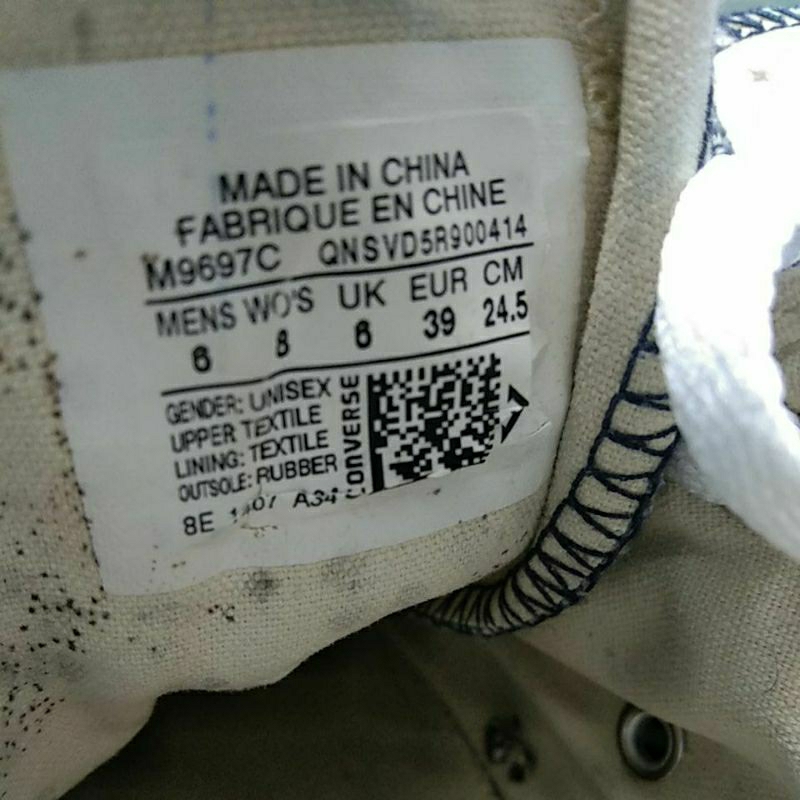 MADE IN CHINA
FABRIQUE EN CHINE
M9697C QNSVD5R900414
MENS WO'S UK EUR CM
6 8 6 39 24.5
GENDER: UNISEX
UPPER TEXTILE
LINING: TEXTILE
OUTSOLE: RUBBER
CONVERSE
8E A34